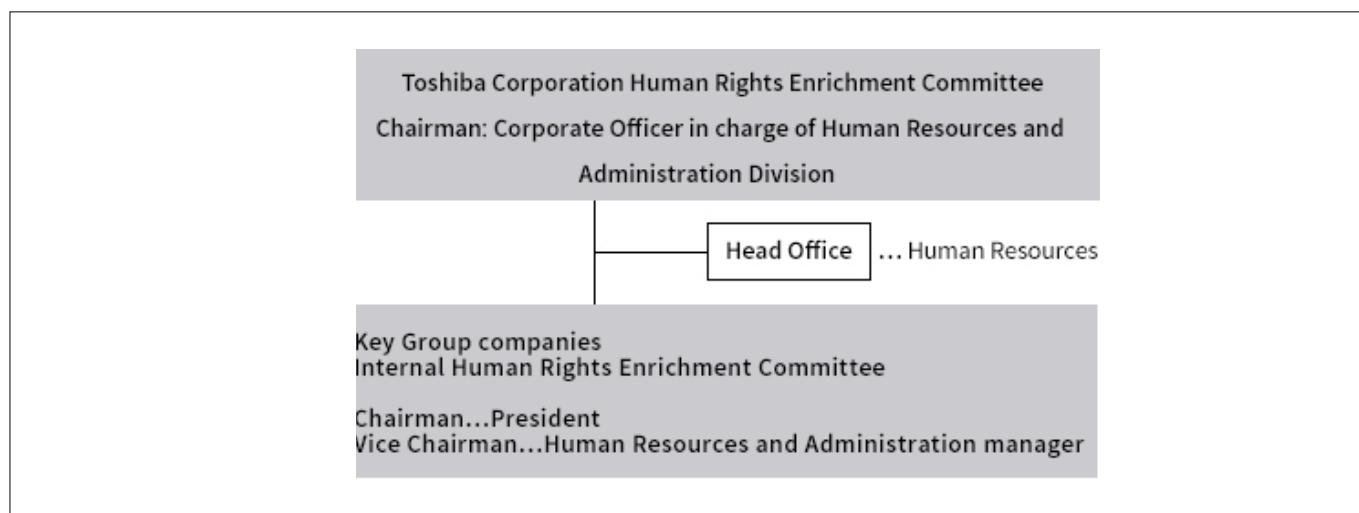 Toshiba Corporation Human Rights Enrichment Committee
Chairman: Corporate Officer in charge of Human Resources and
Administration Division
Head Office … Human Resources
Key Group companies
Internal Human Rights Enrichment Committee
Chairman…President
Vice Chairman…Human Resources and Administration manager